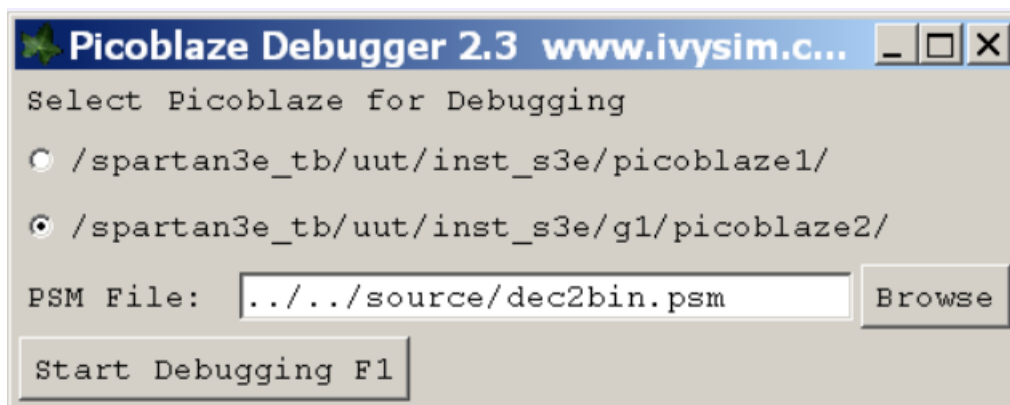 Picoblaze Debugger 2.3 www.ivysim.c...
Select Picoblaze for Debugging
/spartan3e_tb/uut/inst_s3e/picoblaze1/
/spartan3e_tb/uut/inst_s3e/g1/picoblaze2/
PSM File: ../../source/dec2bin.psm Browse
Start Debugging F1